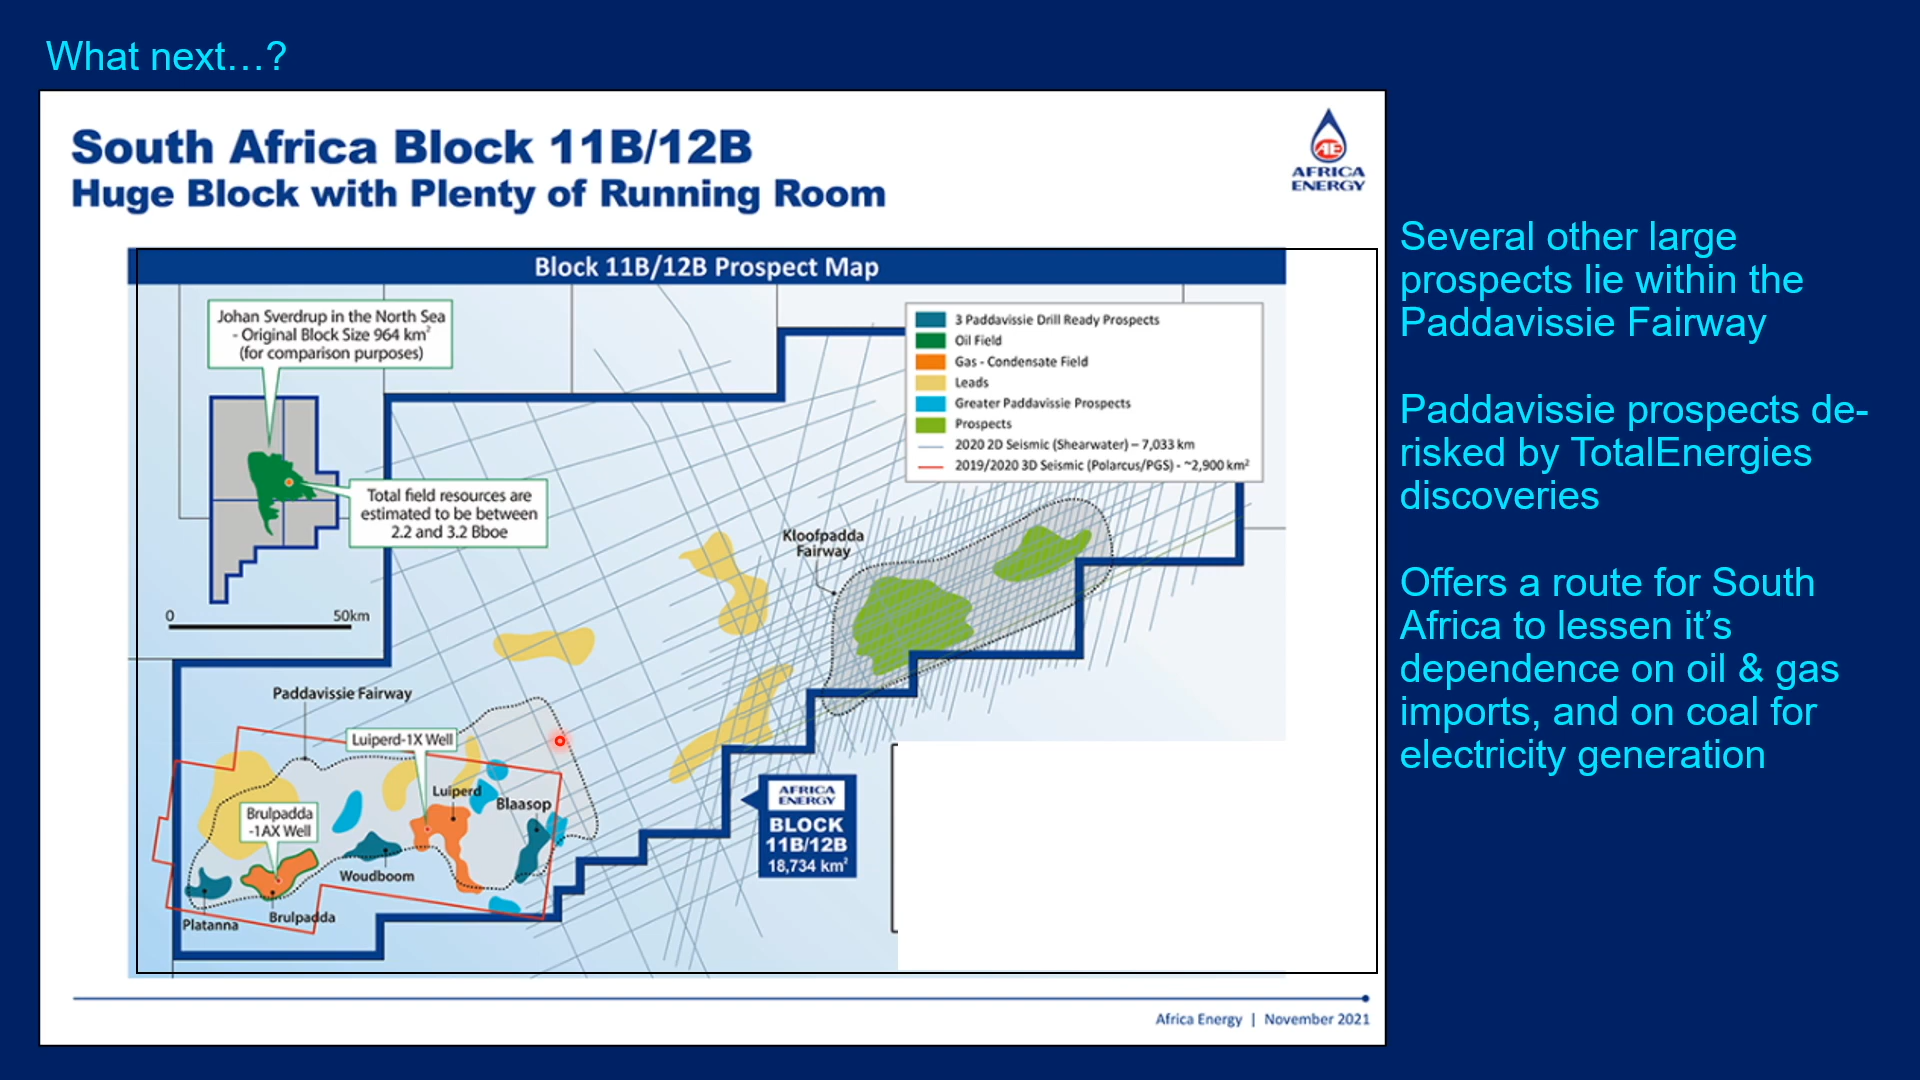 What next…?
South Africa Block 11B/12B
Huge Block with Plenty of Running Room
AFRICA
ENERGY
Block 11B/12B Prospect Map
Johan Sverdrup in the North Sea
- Original Block Size 964 km²
(for comparison purposes)
3 Paddavissie Drill Ready Prospects
Oil Field
Gas - Condensate Field
Leads
Greater Paddavissie Prospects
Prospects
2020 2D Seismic (Shearwater) – 7,033 km
2019/2020 3D Seismic (Polarcus/PGS) - ~2,900 km²
Total field resources are
estimated to be between
2.2 and 3.2 Bboe
Kloofpadda
Fairway
0 50km
Paddavissie Fairway
Luiperd-1X Well
Luiperd
Blaasop
Brulpadda
-1AX Well
Woudboom
Brulpadda
Platanna
AFRICA
ENERGY
BLOCK
11B/12B
18,734 km²
Africa Energy | November 2021
Several other large
prospects lie within the
Paddavissie Fairway
Paddavissie prospects de-
risked by TotalEnergies
discoveries
Offers a route for South
Africa to lessen it’s
dependence on oil & gas
imports, and on coal for
electricity generation